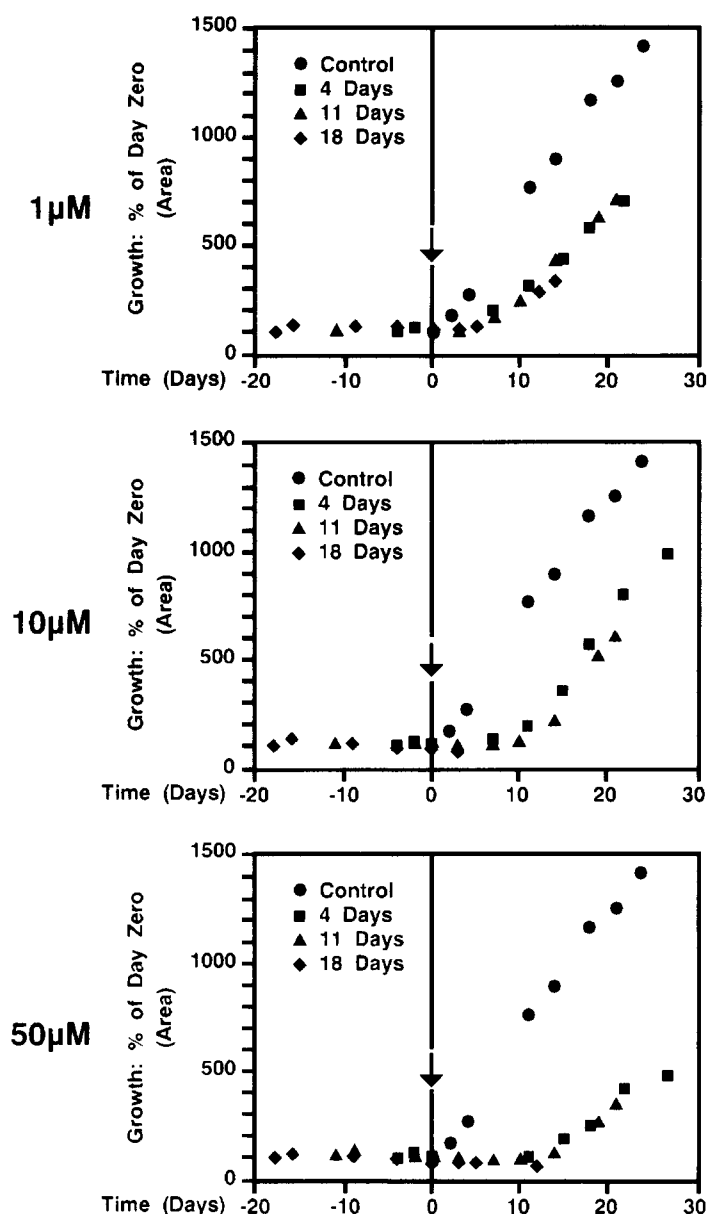 1µM
Growth: % of Day Zero
(Area)
1500
1000
500
0
● Control
■ 4 Days
▲ 11 Days
◆ 18 Days
Time (Days) -20 -10 0 10 20 30
10µM
Growth: % of Day Zero
(Area)
1500
1000
500
0
● Control
■ 4 Days
▲ 11 Days
◆ 18 Days
Time (Days) -20 -10 0 10 20 30
50µM
Growth: % of Day Zero
(Area)
1500
1000
500
0
● Control
■ 4 Days
▲ 11 Days
◆ 18 Days
Time (Days) -20 -10 0 10 20 30